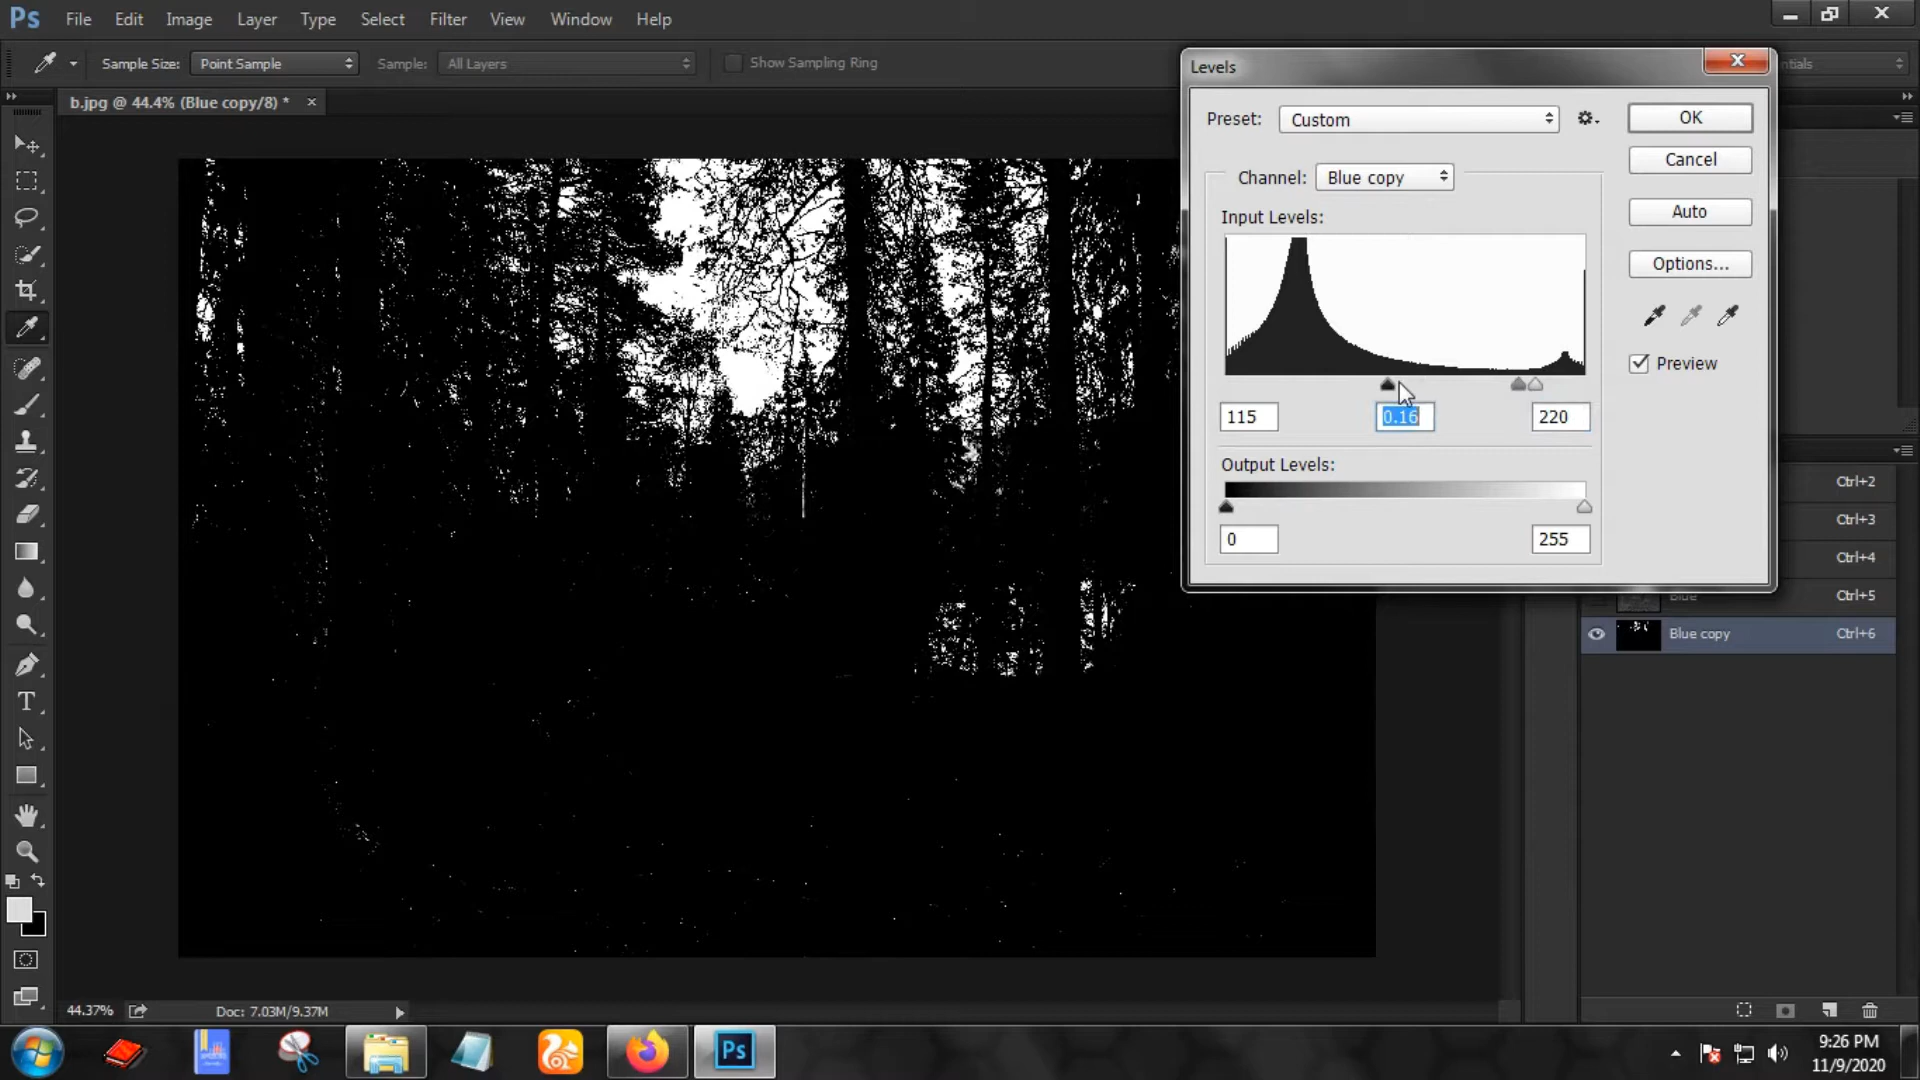 Ps File Edit Image Layer Type Select Filter View Window Help
Sample Size: Point Sample Sample: All Layers Show Sampling Ring
b.jpg @ 44.4% (Blue copy/8) * ×
Levels
Preset: Custom OK
Cancel
Channel: Blue copy
Auto
Input Levels:
Options...
Preview
115 0.16 220
Output Levels:
0 255
Ctrl+2
Ctrl+3
Ctrl+4
Blue Ctrl+5
Blue copy Ctrl+6
44.37% Doc: 7.03M/9.37M
Ps
9:26 PM
11/9/2020